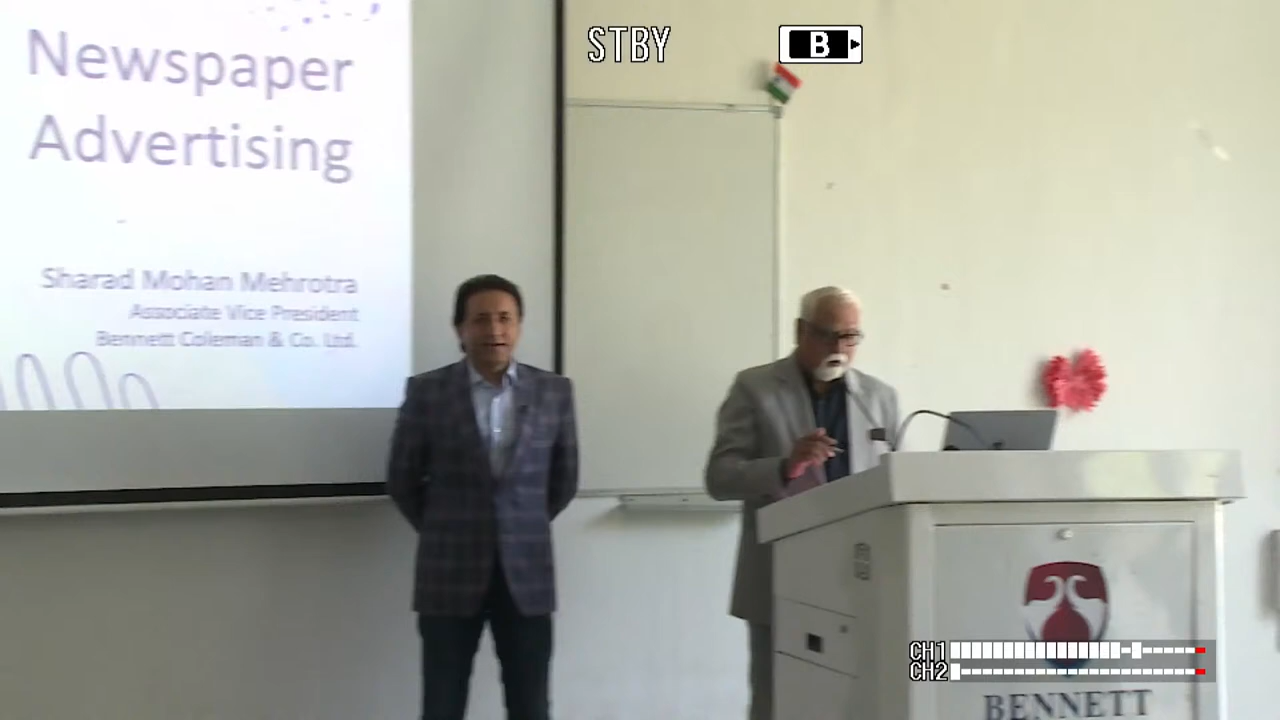 Newspaper
Advertising
Sharad Mohan Mehrotra
Associate Vice President
Bennett Coleman & Co. Ltd.
STBY
B
CH1
CH2
BENNETT